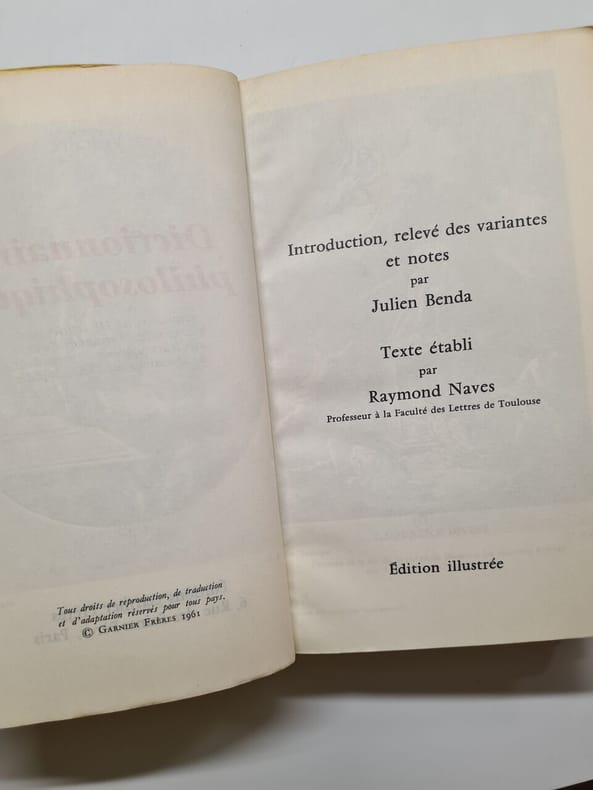 Tous droits de reproduction, de traduction
et d'adaptation réservés pour tous pays.
© GARNIER FRÈRES 1961
Introduction, relevé des variantes
et notes
par
Julien Benda
Texte établi
par
Raymond Naves
Professeur à la Faculté des Lettres de Toulouse
Édition illustrée